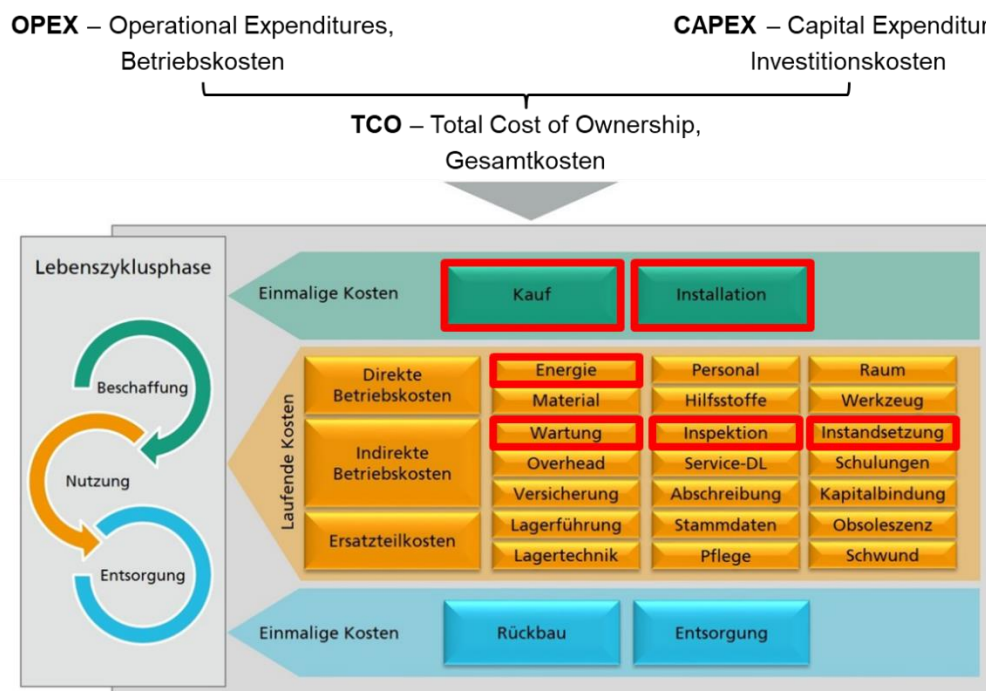 OPEX – Operational Expenditures,
Betriebskosten
CAPEX – Capital Expenditur
Investitionskosten
TCO – Total Cost of Ownership,
Gesamtkosten
Lebenszyklusphase
Beschaffung
Nutzung
Entsorgung
Einmalige Kosten
Kauf
Installation
Laufende Kosten
Direkte
Betriebskosten
Energie
Personal
Raum
Material
Hilfsstoffe
Werkzeug
Indirekte
Betriebskosten
Wartung
Inspektion
Instandsetzung
Overhead
Service-DL
Schulungen
Versicherung
Abschreibung
Kapitalbindung
Ersatzteilkosten
Lagerführung
Stammdaten
Obsoleszenz
Lagertechnik
Pflege
Schwund
Einmalige Kosten
Rückbau
Entsorgung